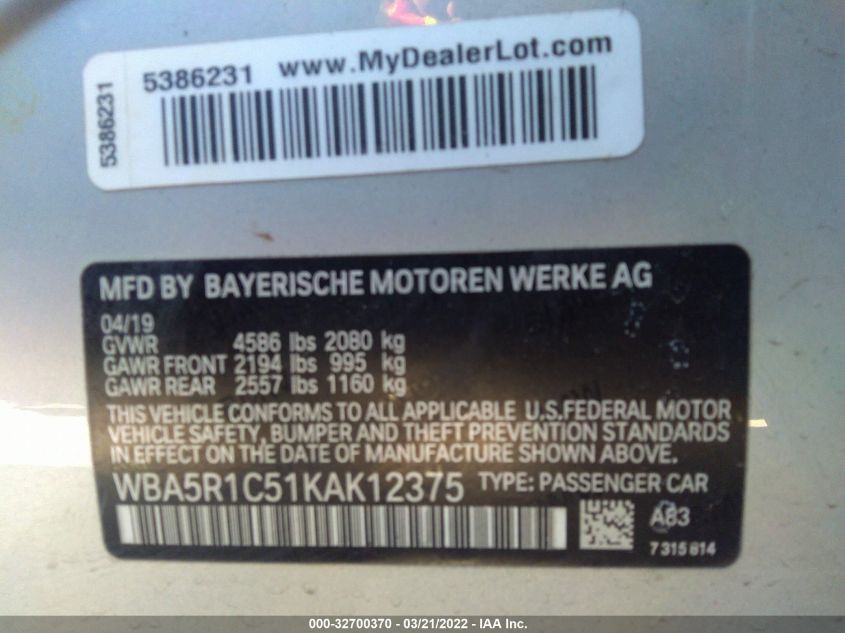 5386231 www.MyDealerLot.com
5386231
MFD BY BAYERISCHE MOTOREN WERKE AG
04/19
GVWR 4586 lbs 2080 kg
GAWR FRONT 2194 lbs 995 kg
GAWR REAR 2557 lbs 1160 kg
THIS VEHICLE CONFORMS TO ALL APPLICABLE U.S.FEDERAL MOTOR
VEHICLE SAFETY, BUMPER AND THEFT PREVENTION STANDARDS
IN EFFECT ON THE DATE OF MANUFACTURE SHOWN ABOVE.
WBA5R1C51KAK12375 TYPE: PASSENGER CAR
A83
7315814
000-32700370 - 03/21/2022 - IAA Inc.